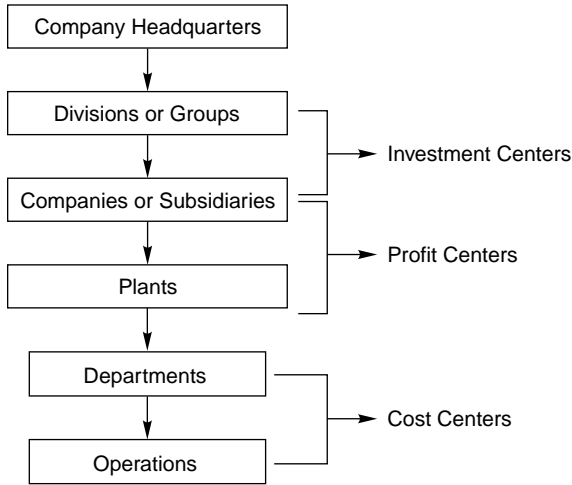 Company Headquarters
Divisions or Groups
Investment Centers
Companies or Subsidiaries
Profit Centers
Plants
Departments
Cost Centers
Operations